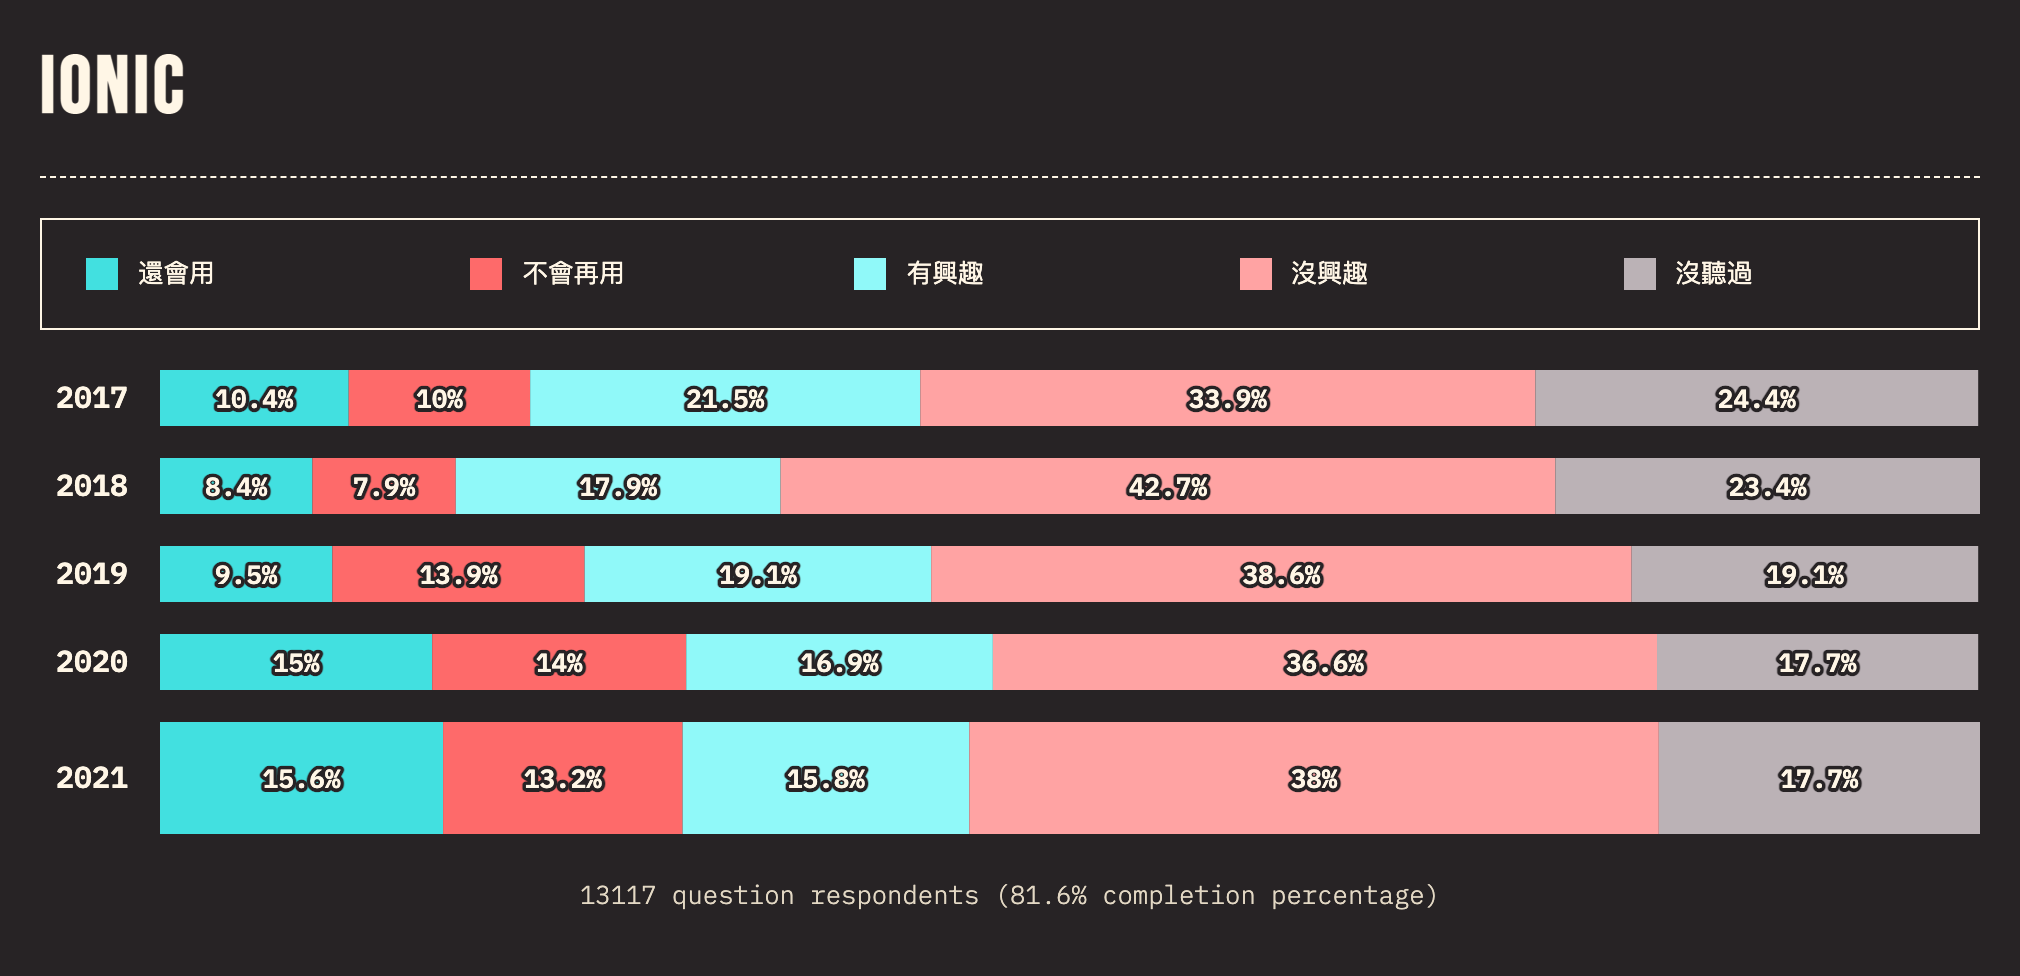 IONIC
還會用 不會再用 有興趣 沒興趣 沒聽過
2017 10.4% 10% 21.5% 33.9% 24.4%
2018 8.4% 7.9% 17.9% 42.7% 23.4%
2019 9.5% 13.9% 19.1% 38.6% 19.1%
2020 15% 14% 16.9% 36.6% 17.7%
2021 15.6% 13.2% 15.8% 38% 17.7%
13117 question respondents (81.6% completion percentage)